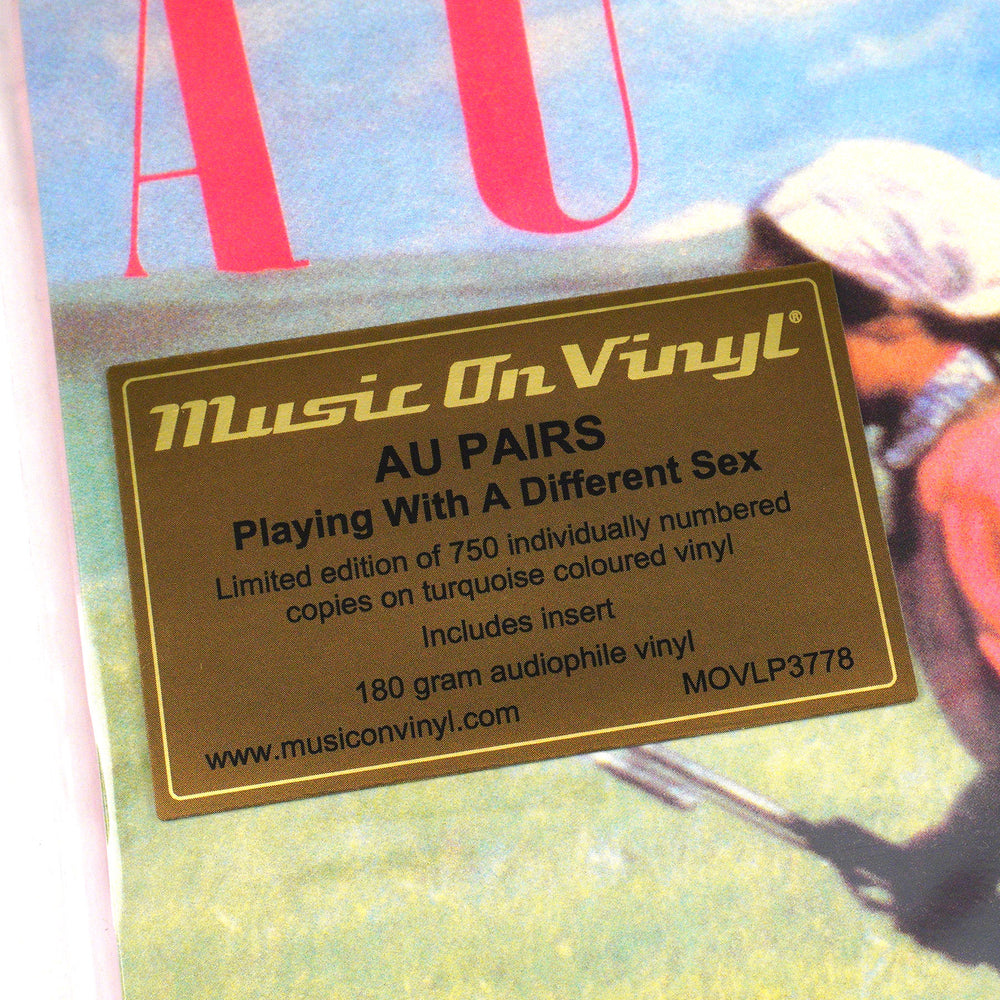 AU
Music On Vinyl®
AU PAIRS
Playing With A Different Sex
Limited edition of 750 individually numbered
copies on turquoise coloured vinyl
Includes insert
180 gram audiophile vinyl
MOVLP3778
www.musiconvinyl.com